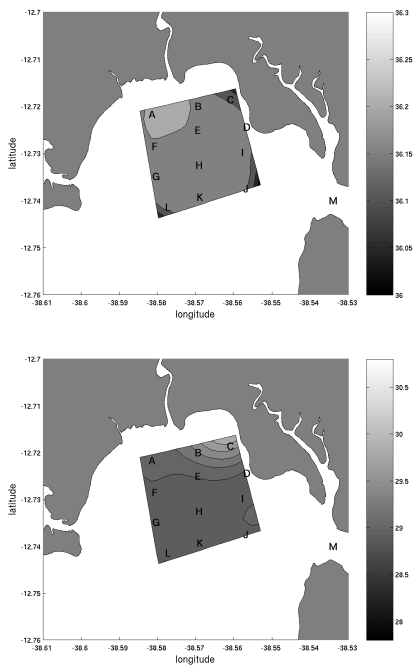 -12.7
-12.71
-12.72
-12.73
-12.74
-12.75
-12.76
latitude
A B C
D
E
F
G
H
I
J
K
L
M
-38.61 -38.6 -38.59 -38.58 -38.57 -38.56 -38.55 -38.54 -38.53
longitude
36.3
36.25
36.2
36.15
36.1
36.05
36
-12.7
-12.71
-12.72
-12.73
-12.74
-12.75
-12.76
latitude
A B C
D
E
F
G
H
I
J
K
L
M
-38.61 -38.6 -38.59 -38.58 -38.57 -38.56 -38.55 -38.54 -38.53
longitude
30.5
30
29.5
29
28.5
28